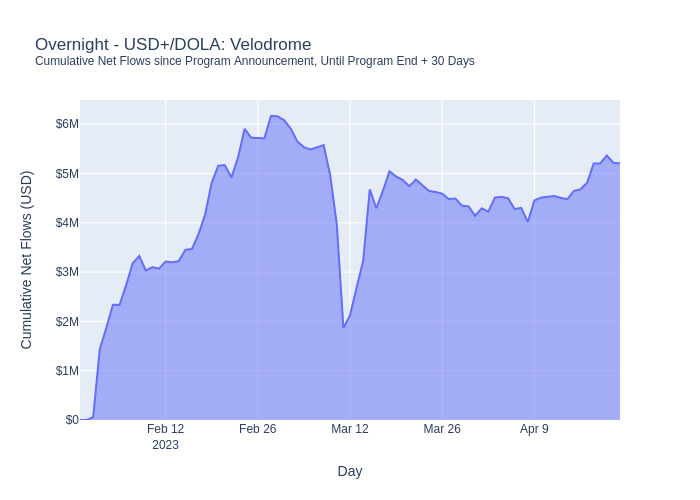 Overnight - USD+/DOLA: Velodrome
Cumulative Net Flows since Program Announcement, Until Program End + 30 Days
Cumulative Net Flows (USD)
$6M
$5M
$4M
$3M
$2M
$1M
$0
Feb 12
2023
Feb 26
Mar 12
Mar 26
Apr 9
Day